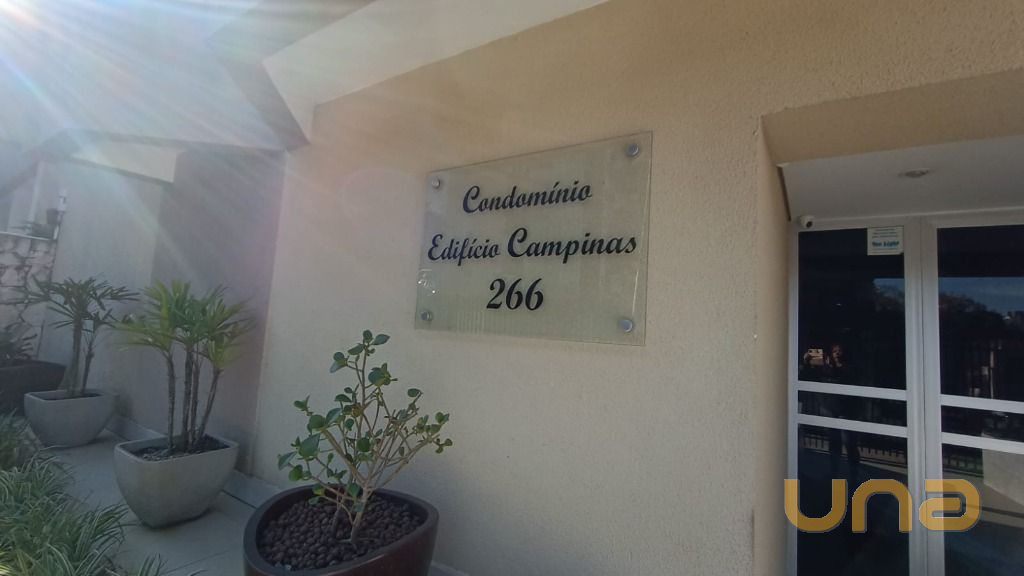 Condomínio
Edifício Campinas
266
una